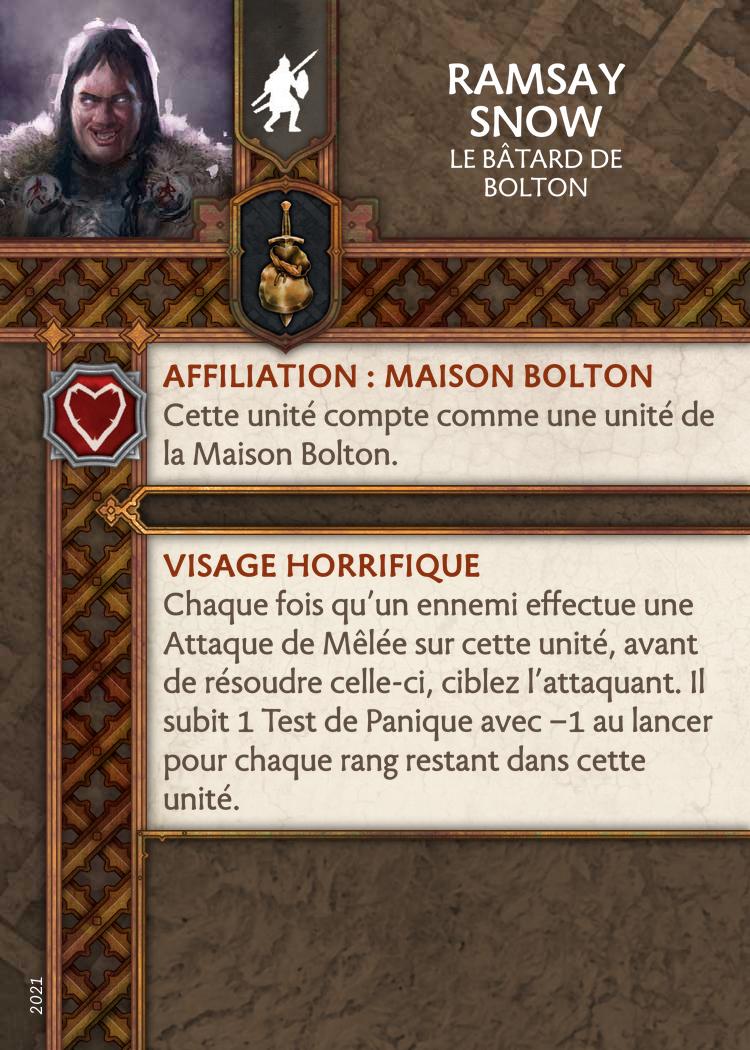 RAMSAY
SNOW
LE BÂTARD DE
BOLTON
AFFILIATION : MAISON BOLTON
Cette unité compte comme une unité de
la Maison Bolton.
VISAGE HORRIFIQUE
Chaque fois qu’un ennemi effectue une
Attaque de Mêlée sur cette unité, avant
de résoudre celle-ci, ciblez l’attaquant. Il
subit 1 Test de Panique avec −1 au lancer
pour chaque rang restant dans cette
unité.
2021